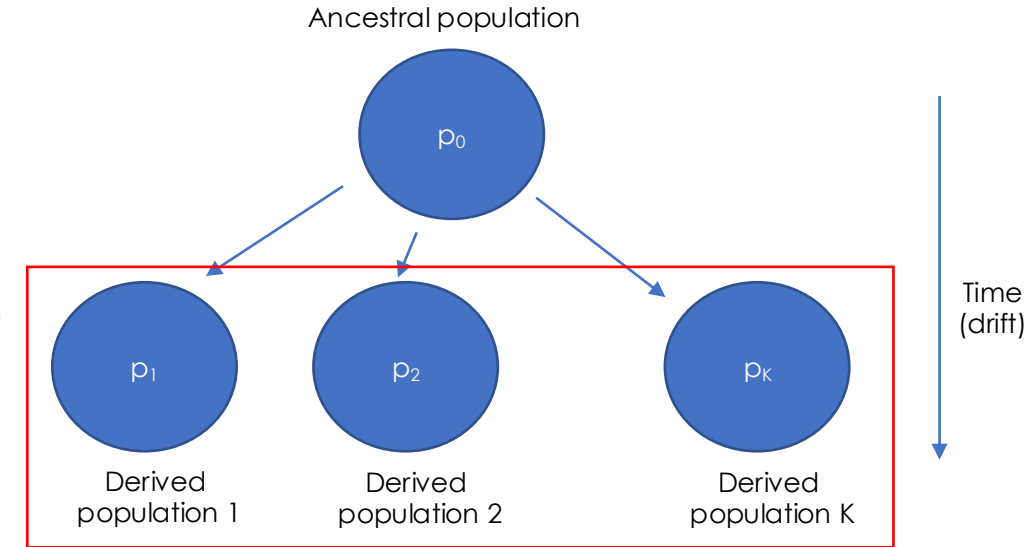 Ancestral population
p₀
p₁
p₂
pₖ
Time
(drift)
Derived
population 1
Derived
population 2
Derived
population K